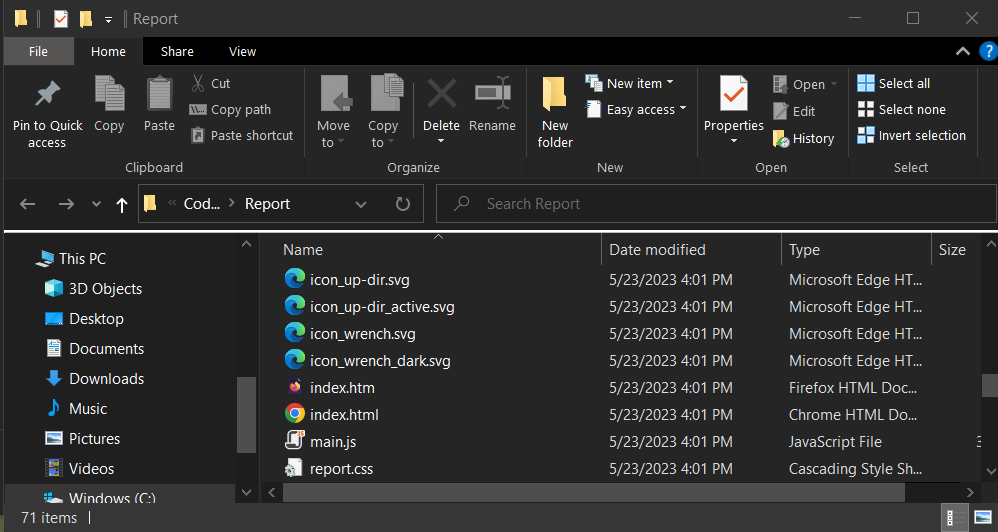 Report
File Home Share View
Pin to Quick access
Copy
Paste
Cut
Copy path
Paste shortcut
Clipboard
Move to
Copy to
Delete
Rename
Organize
New folder
New item
Easy access
New
Properties
Open
Edit
History
Open
Select all
Select none
Invert selection
Select
Cod... Report
Search Report
This PC
3D Objects
Desktop
Documents
Downloads
Music
Pictures
Videos
Windows (C:)
Name Date modified Type Size
icon_up-dir.svg 5/23/2023 4:01 PM Microsoft Edge HT...
icon_up-dir_active.svg 5/23/2023 4:01 PM Microsoft Edge HT...
icon_wrench.svg 5/23/2023 4:01 PM Microsoft Edge HT...
icon_wrench_dark.svg 5/23/2023 4:01 PM Microsoft Edge HT...
index.htm 5/23/2023 4:01 PM Firefox HTML Doc...
index.html 5/23/2023 4:01 PM Chrome HTML Do...
main.js 5/23/2023 4:01 PM JavaScript File
report.css 5/23/2023 4:01 PM Cascading Style Sh...
71 items